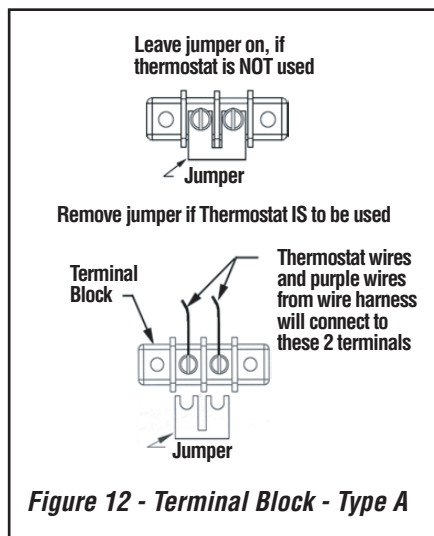 Leave jumper on, if
thermostat is NOT used
Jumper
Remove jumper if Thermostat IS to be used
Terminal
Block
Thermostat wires
and purple wires
from wire harness
will connect to
these 2 terminals
Jumper
Figure 12 - Terminal Block - Type A